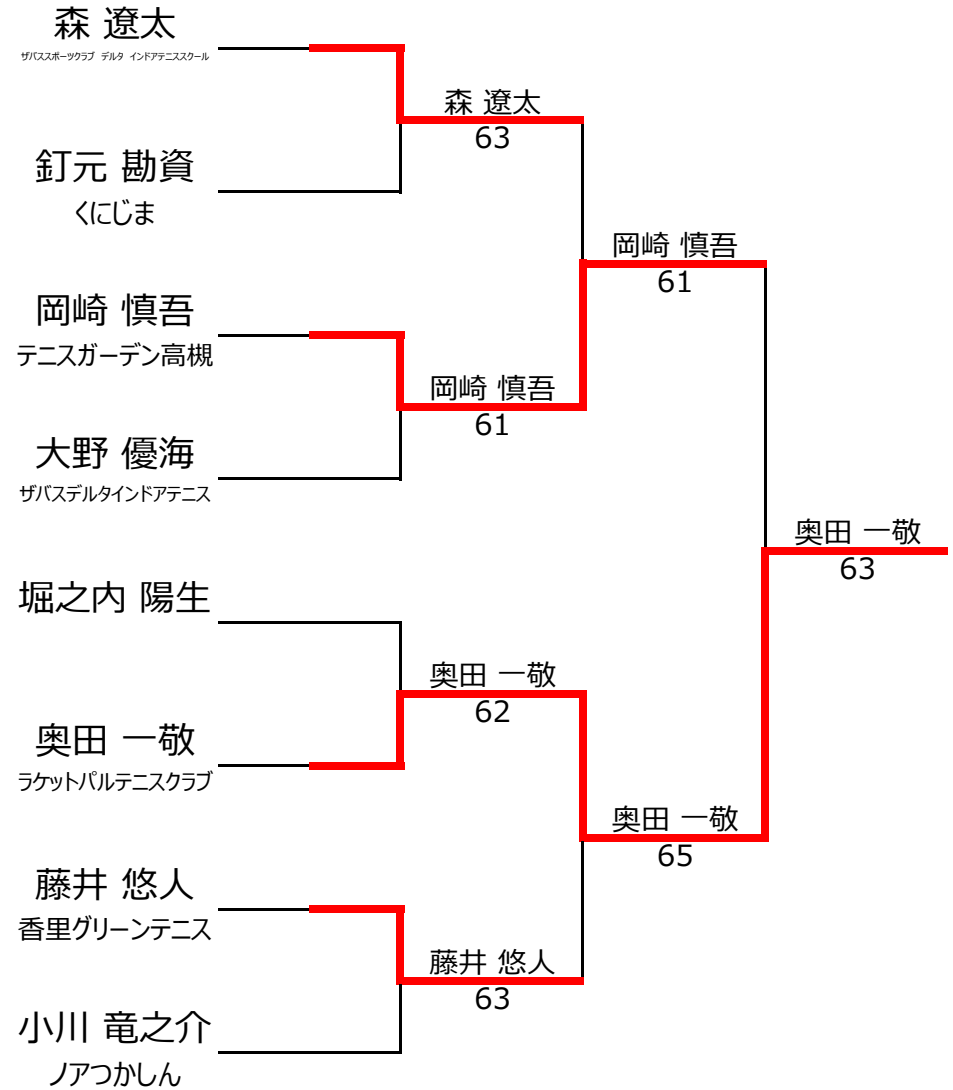 森 遼太
ザバススポーツクラブ デルタ インドアテニススクール
森 遼太
63
釘元 勘資
くにじま
岡崎 慎吾
61
岡崎 慎吾
テニスガーデン高槻
岡崎 慎吾
61
大野 優海
ザバスデルタインドアテニス
奥田 一敬
63
堀之内 陽生
奥田 一敬
62
奥田 一敬
ラケットパルテニスクラブ
奥田 一敬
65
藤井 悠人
香里グリーンテニス
藤井 悠人
63
小川 竜之介
ノアつかしん